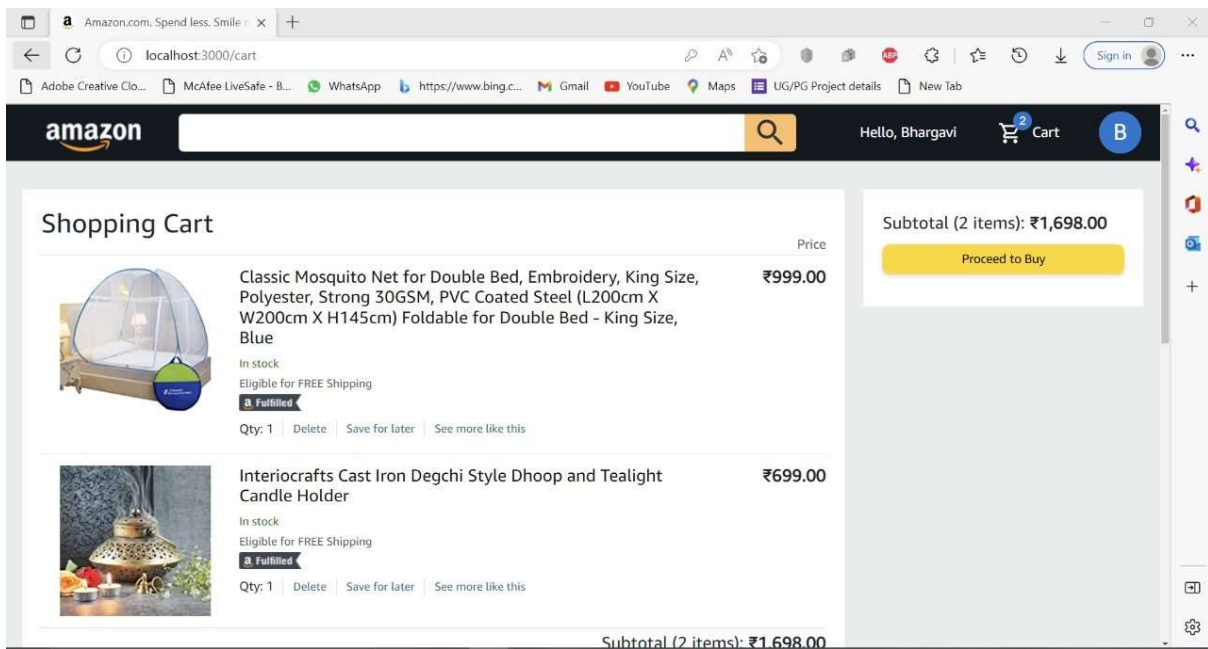 a Amazon.com. Spend less. Smile
localhost:3000/cart
Sign in
Adobe Creative Clo... McAfee LiveSafe - B... WhatsApp https://www.bing.c... Gmail YouTube Maps UG/PG Project details New Tab
amazon Hello, Bhargavi 2 Cart B
Shopping Cart
Price
Subtotal (2 items): ₹1,698.00
Proceed to Buy
Classic Mosquito Net for Double Bed, Embroidery, King Size, ₹999.00
Polyester, Strong 30GSM, PVC Coated Steel (L200cm X
W200cm X H145cm) Foldable for Double Bed - King Size,
Blue
In stock
Eligible for FREE Shipping
a Fulfilled
Qty: 1 Delete Save for later See more like this
Interiocrafts Cast Iron Degchi Style Dhoop and Tealight ₹699.00
Candle Holder
In stock
Eligible for FREE Shipping
a Fulfilled
Qty: 1 Delete Save for later See more like this
Subtotal (2 items): ₹1,698.00